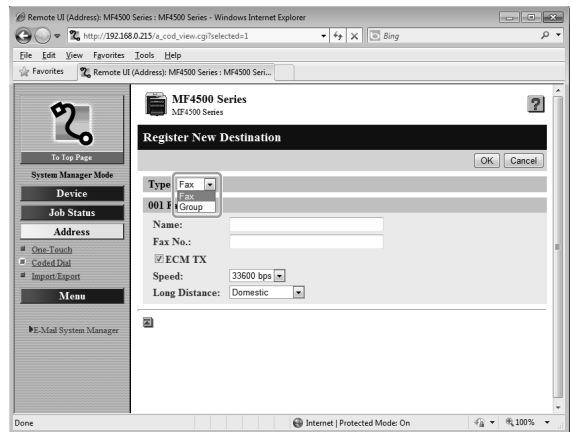 Remote UI (Address): MF4500 Series : MF4500 Series - Windows Internet Explorer
http://192.168.0.215/a_cod_view.cgi?selected=1
Bing
File Edit View Favorites Tools Help
Favorites Remote UI (Address): MF4500 Series : MF4500 Seri...
MF4500 Series
MF4500 Series
Register New Destination
OK Cancel
To Top Page
System Manager Mode
Device
Job Status
Address
One-Touch
Coded Dial
Import/Export
Menu
E-Mail System Manager
Type Fax
Fax
Group
001 F
Name:
Fax No.:
ECM TX
Speed: 33600 bps
Long Distance: Domestic
Done Internet | Protected Mode: On 100%